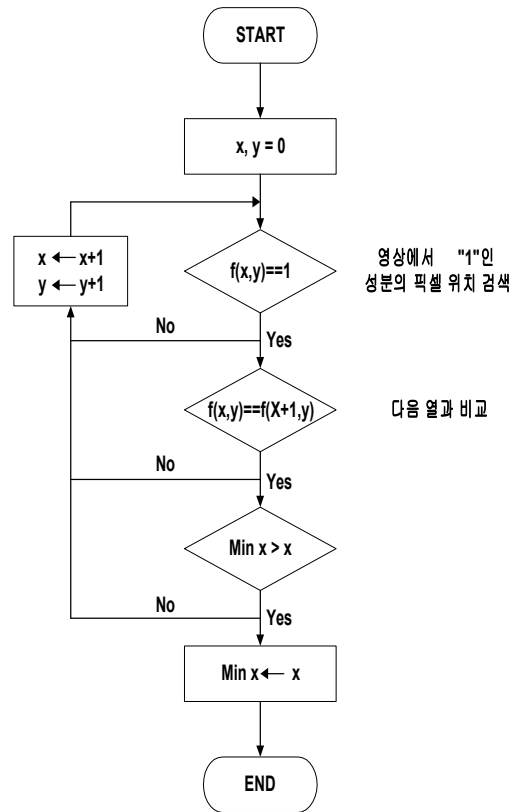 START
x, y = 0
x ← x+1
y ← y+1
f(x,y)==1
영상에서 "1"인
성분의 픽셀 위치 검색
No
Yes
f(x,y)==f(X+1,y)
다음 열과 비교
No
Yes
Min x > x
No
Yes
Min x ← x
END